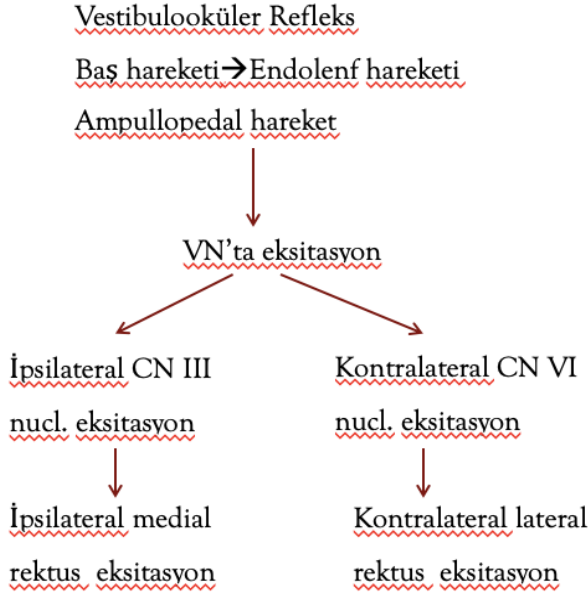 Vestibulooküler Refleks
Baş hareketi→Endolenf hareketi
Ampullopedal hareket
VN'ta eksitasyon
İpsilateral CN III
nucl. eksitasyon
Kontralateral CN VI
nucl. eksitasyon
İpsilateral medial
rektus eksitasyon
Kontralateral lateral
rektus eksitasyon